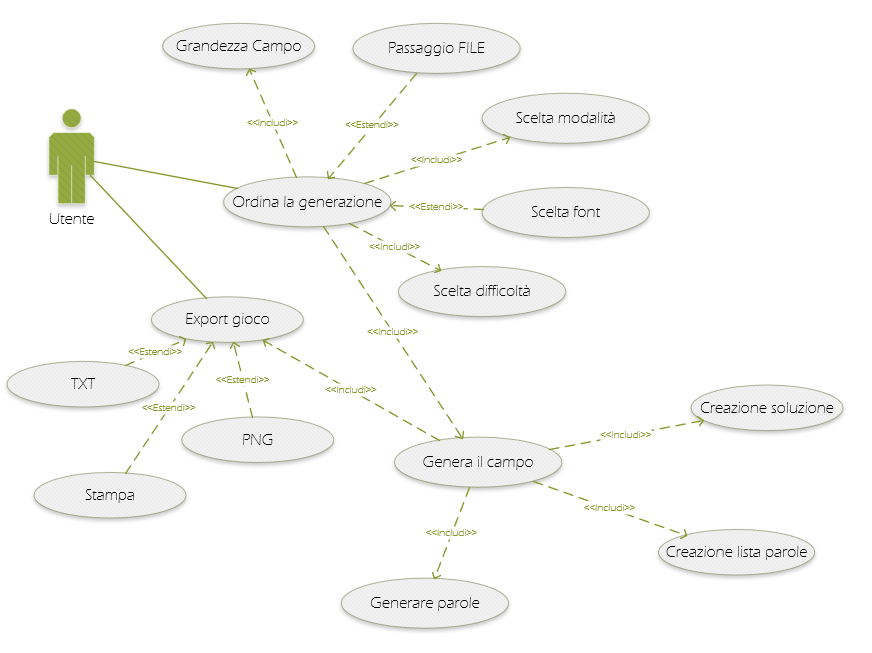 Grandezza Campo
Passaggio FILE
<<Includi>>
<<Estendi>>
Scelta modalità
<<Includi>>
Utente
Ordina la generazione
<<Estendi>>
Scelta font
<<Includi>>
Scelta difficoltà
Export gioco
<<Includi>>
<<Estendi>>
TXT
<<Estendi>>
<<Includi>>
<<Estendi>>
Creazione soluzione
PNG
<<Includi>>
Genera il campo
Stampa
<<Includi>>
<<Includi>>
Creazione lista parole
Generare parole